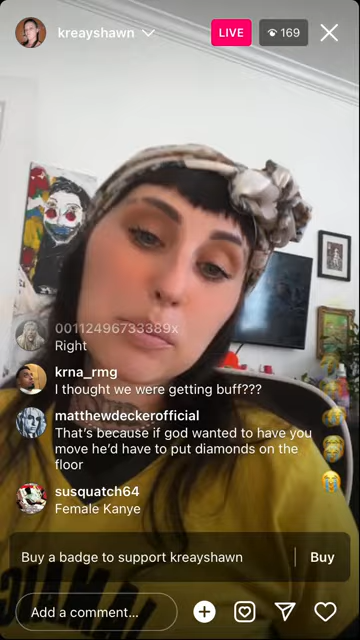 kreayshawn
LIVE
169
00112496733389x
Right
krna_rmg
I thought we were getting buff???
matthewdeckerofficial
That's because if god wanted to have you
move he'd have to put diamonds on the
floor
susquatch64
Female Kanye
Buy a badge to support kreayshawn
Buy
Add a comment...